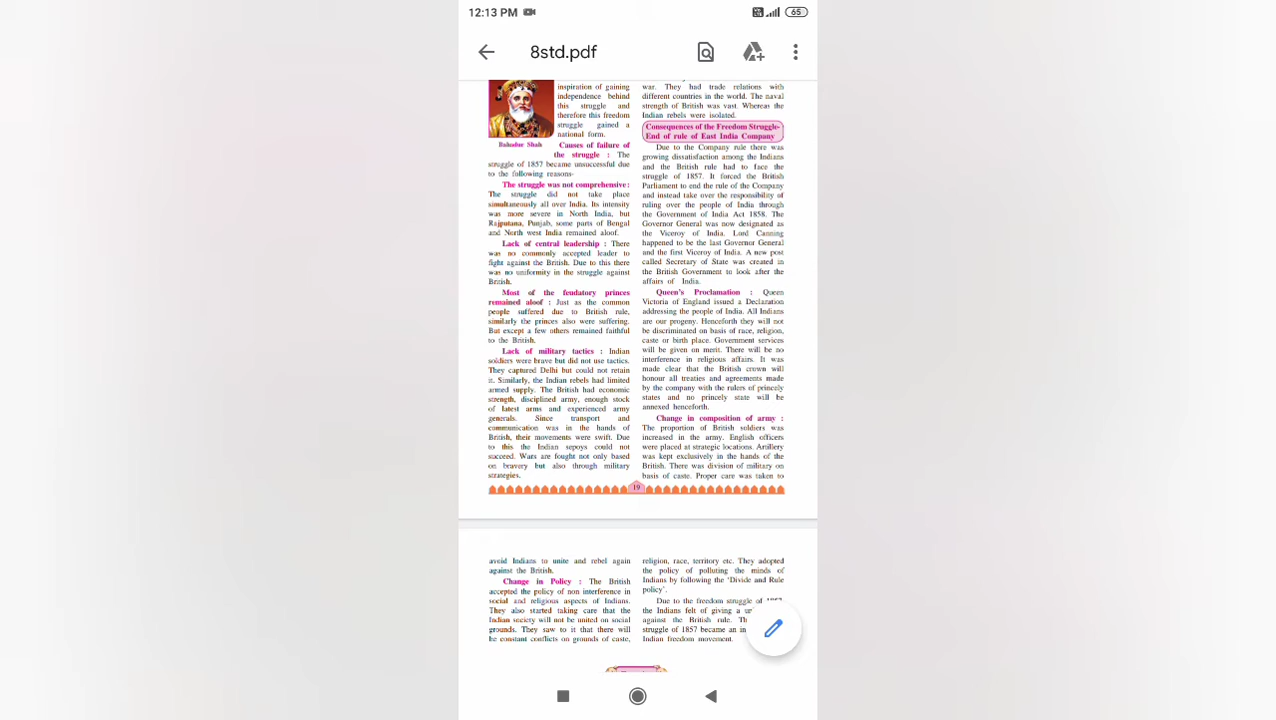 12:13 PM
65
8std.pdf
inspiration of gaining
independence behind
this struggle and
therefore this freedom
struggle gained a
national form.
Bahadur Shah
Causes of failure of
the struggle : The
struggle of 1857 became unsuccessful due
to the following reasons-
The struggle was not comprehensive :
The struggle did not take place
simultaneously all over India. Its intensity
was more severe in North India, but
Rajputana, Punjab, some parts of Bengal
and North west India remained aloof.
Lack of central leadership : There
was no commonly accepted leader to
fight against the British. Due to this there
was no uniformity in the struggle against
British.
Most of the feudatory princes
remained aloof : Just as the common
people suffered due to British rule,
similarly the princes also were suffering.
But except a few others remained faithful
to the British.
Lack of military tactics : Indian
soldiers were brave but did not use tactics.
They captured Delhi but could not retain
it. Similarly, the Indian rebels had limited
armed supply. The British had economic
strength, disciplined army, enough stock
of latest arms and experienced army
generals. Since transport and
communication was in the hands of
British, their movements were swift. Due
to this the Indian sepoys could not
succeed. Wars are fought not only based
on bravery but also through military
strategies.
war. They had trade relations with
different countries in the world. The naval
strength of British was vast. Whereas the
Indian rebels were isolated.
Consequences of the Freedom Struggle-
End of rule of East India Company
Due to the Company rule there was
growing dissatisfaction among the Indians
and the British rule had to face the
struggle of 1857. It forced the British
Parliament to end the rule of the Company
and instead take over the responsibility of
ruling over the people of India through
the Government of India Act 1858. The
Governor General was now designated as
the Viceroy of India. Lord Canning
happened to be the last Governor General
and the first Viceroy of India. A new post
called Secretary of State was created in
the British Government to look after the
affairs of India.
Queen's Proclamation : Queen
Victoria of England issued a Declaration
addressing the people of India. All Indians
are our progeny. Henceforth they will not
be discriminated on basis of race, religion,
caste or birth place. Government services
will be given on merit. There will be no
interference in religious affairs. It was
made clear that the British crown will
honour all treaties and agreements made
by the company with the rulers of princely
states and no princely state will be
annexed henceforth.
Change in composition of army :
The proportion of British soldiers was
increased in the army. English officers
were placed at strategic locations. Artillery
was kept exclusively in the hands of the
British. There was division of military on
basis of caste. Proper care was taken to
19
avoid Indians to unite and rebel again
against the British.
Change in Policy : The British
accepted the policy of non interference in
social and religious aspects of Indians.
They also started taking care that the
Indian society will not be united on social
grounds. They saw to it that there will
be constant conflicts on grounds of caste,
religion, race, territory etc. They adopted
the policy of polluting the minds of
Indians by following the 'Divide and Rule
policy'.
Due to the freedom struggle of
the Indians felt of giving a
against the British rule.
struggle of 1857 became an
Indian freedom movement.